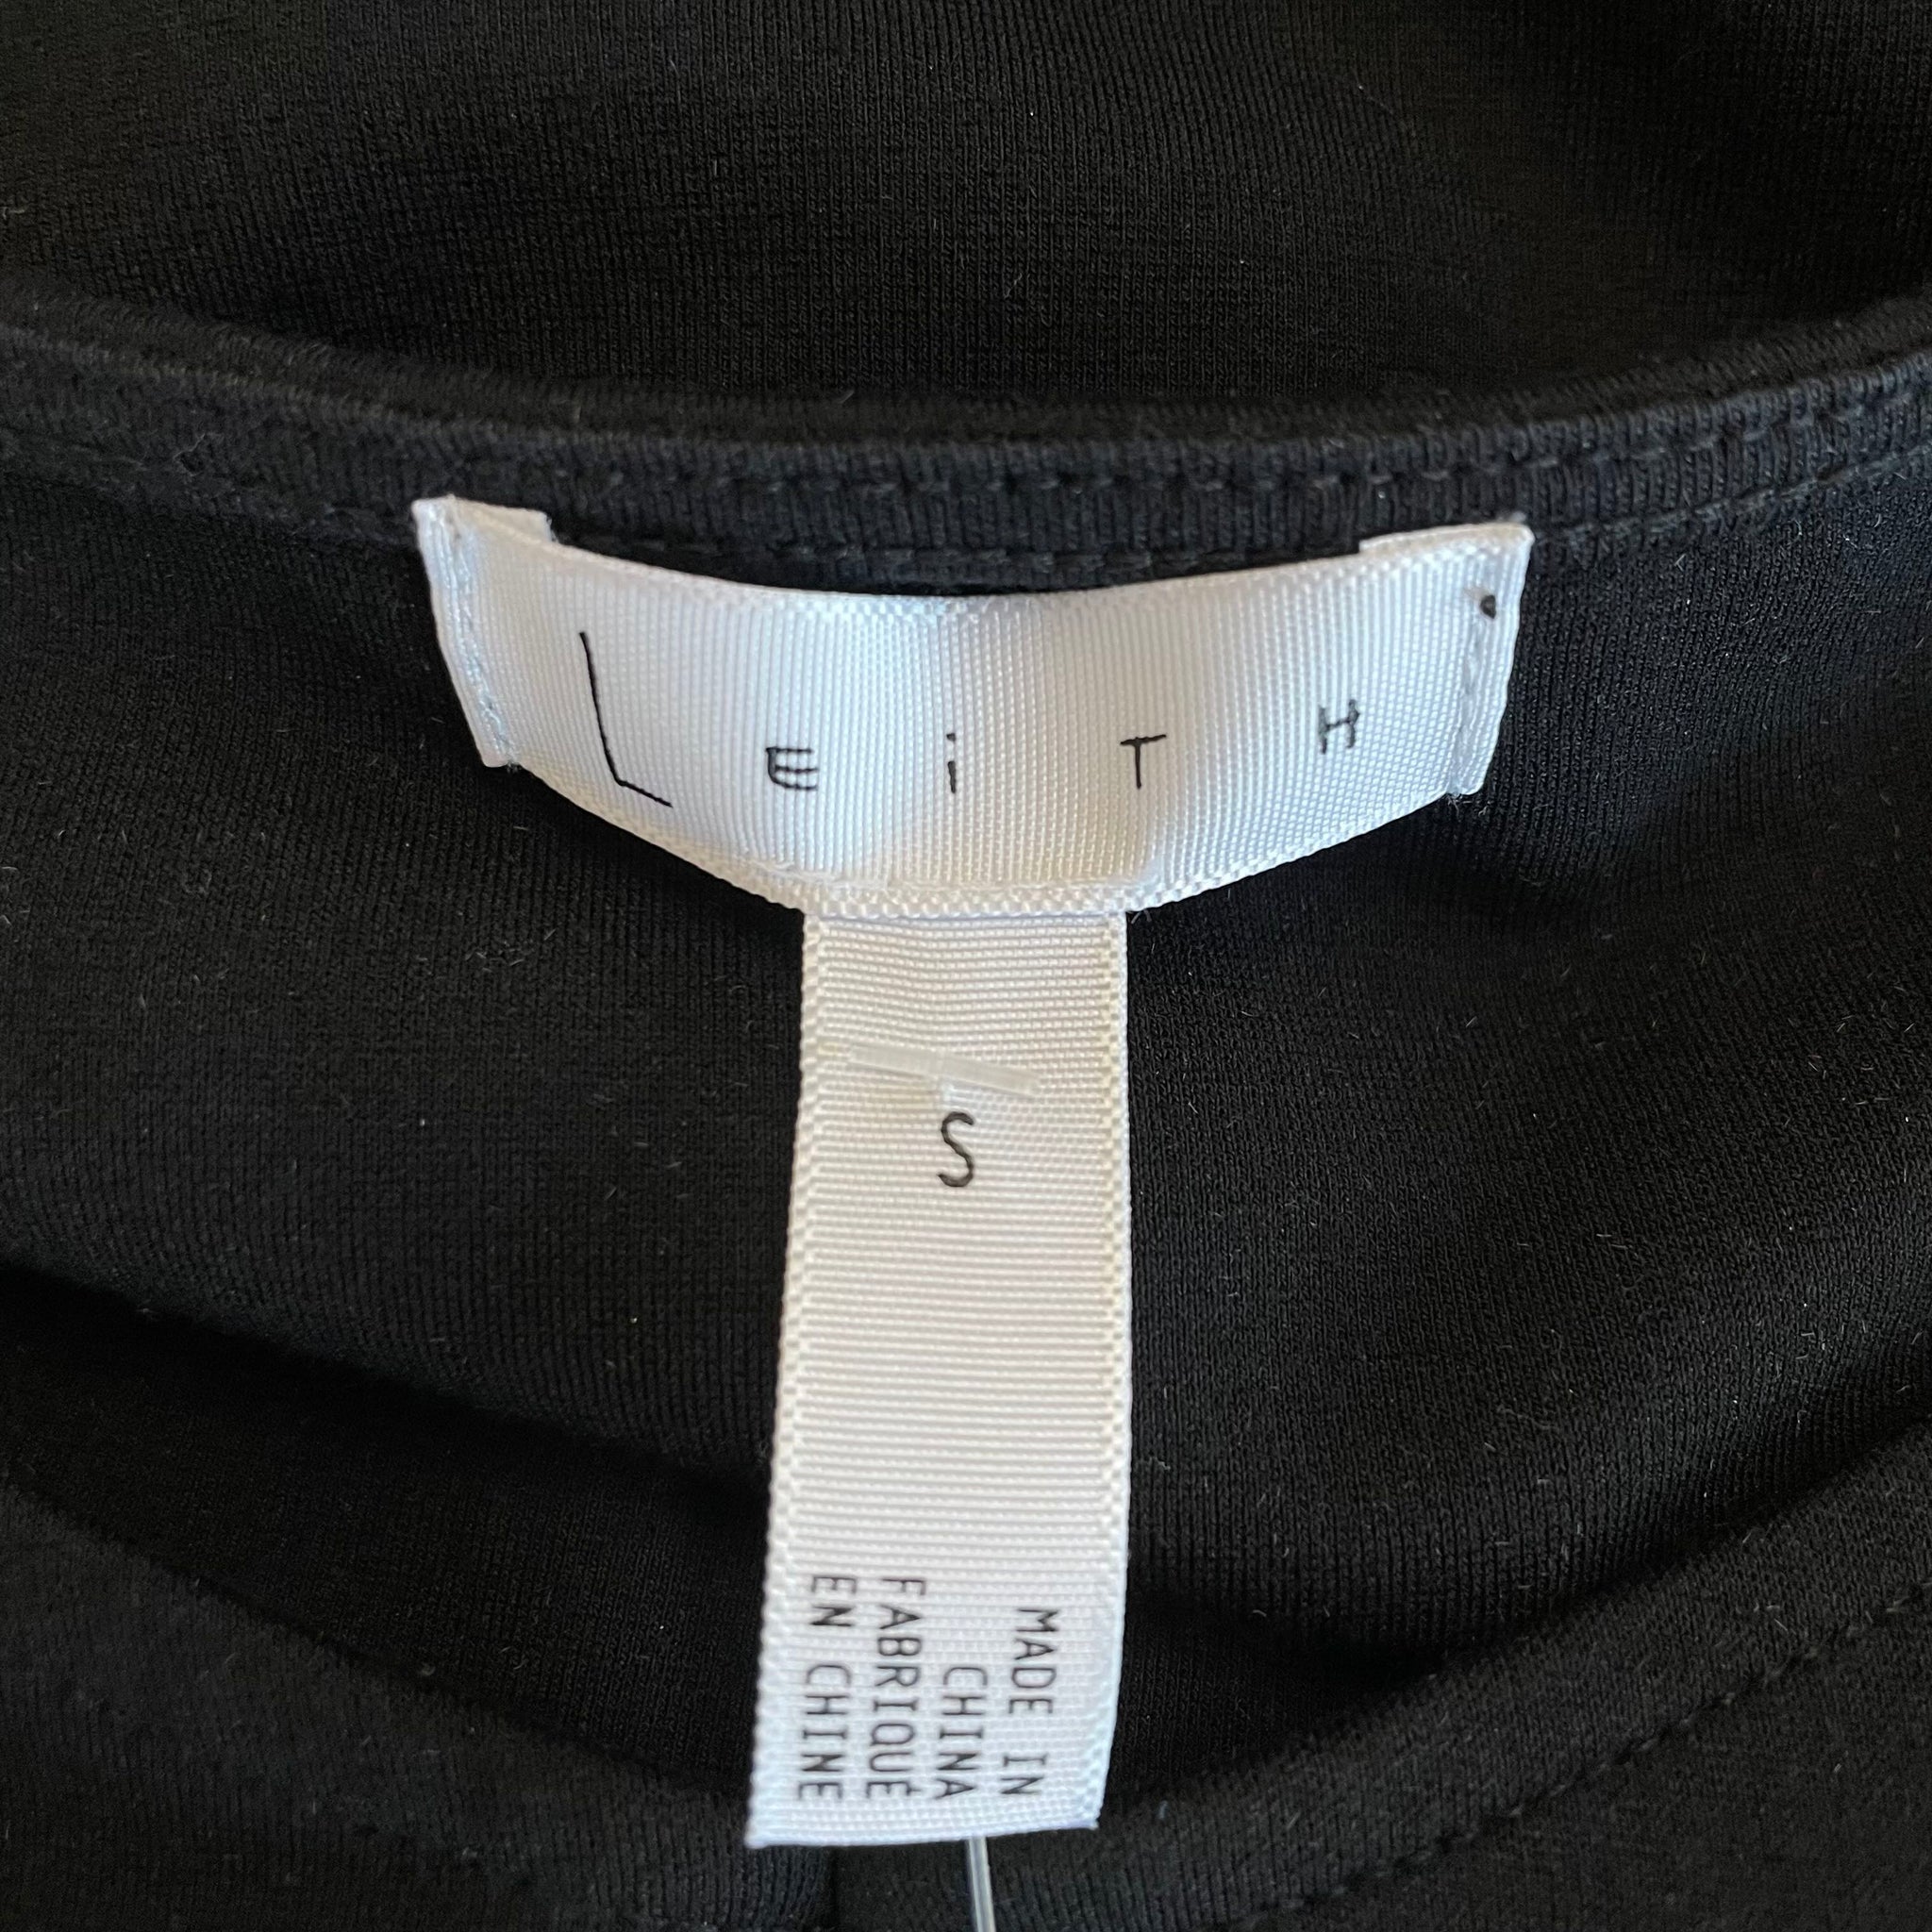 LEiTH
S
MADE IN
CHINA
FABRIQUÉ
EN CHINE